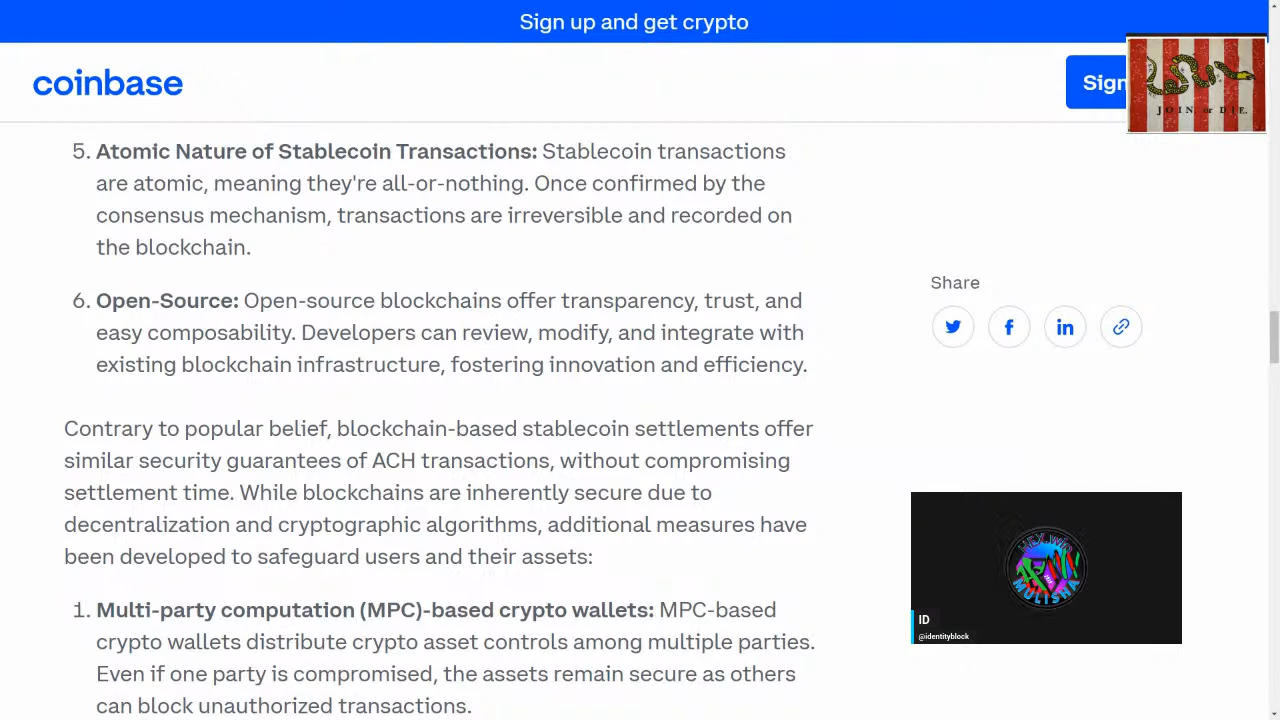 Sign up and get crypto
coinbase
Sign
JOIN, or DIE.
5. Atomic Nature of Stablecoin Transactions: Stablecoin transactions
are atomic, meaning they're all-or-nothing. Once confirmed by the
consensus mechanism, transactions are irreversible and recorded on
the blockchain.
6. Open-Source: Open-source blockchains offer transparency, trust, and
easy composability. Developers can review, modify, and integrate with
existing blockchain infrastructure, fostering innovation and efficiency.
Share
Contrary to popular belief, blockchain-based stablecoin settlements offer
similar security guarantees of ACH transactions, without compromising
settlement time. While blockchains are inherently secure due to
decentralization and cryptographic algorithms, additional measures have
been developed to safeguard users and their assets:
1. Multi-party computation (MPC)-based crypto wallets: MPC-based
crypto wallets distribute crypto asset controls among multiple parties.
Even if one party is compromised, the assets remain secure as others
can block unauthorized transactions.
HEX.WIN
MULISHA
ID
@identityblock